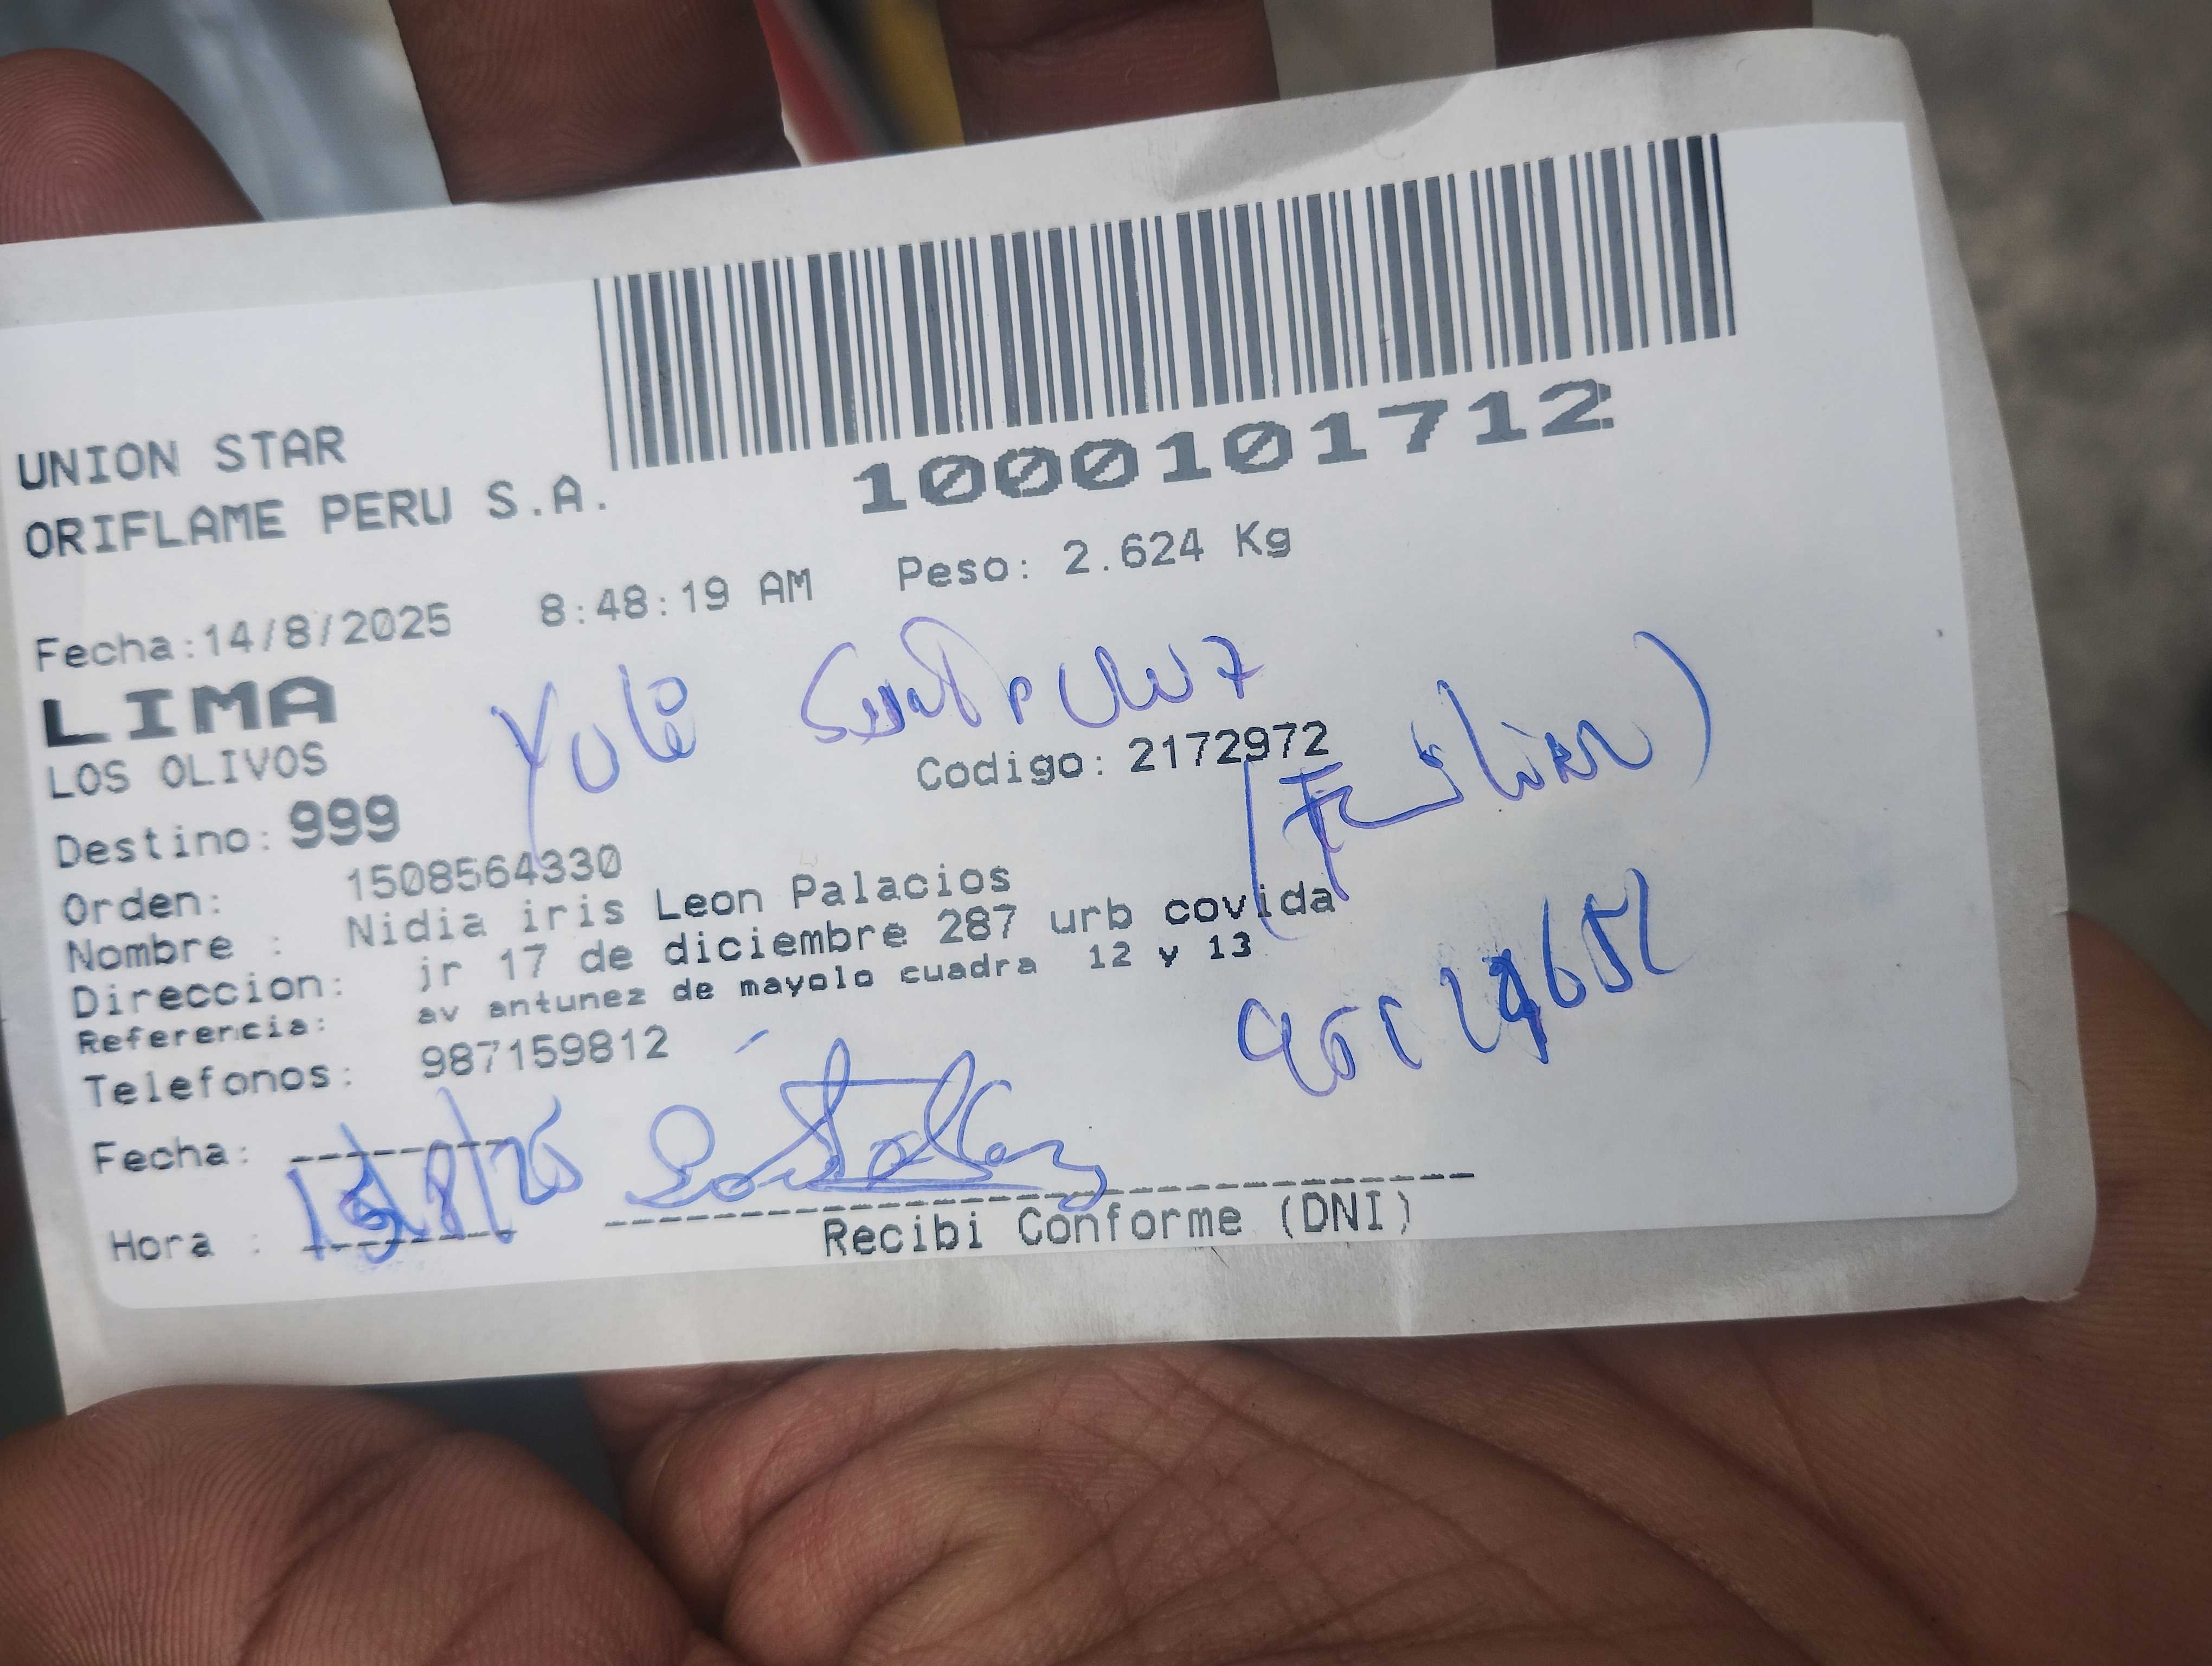 1000101712
UNION STAR
ORIFLAME PERU S.A.
Fecha:14/8/2025 8:48:19 AM Peso: 2.624 Kg
LIMA
LOS OLIVOS
Codigo: 2172972
Destino: 999
Orden: 1508564330
Nombre : Nidia iris Leon Palacios
Direccion: jr 17 de diciembre 287 urb covida
Referencia: av antunez de mayolo cuadra 12 y 13
Telefonos: 987159812
Fecha:
Hora :
Recibi Conforme (DNI)